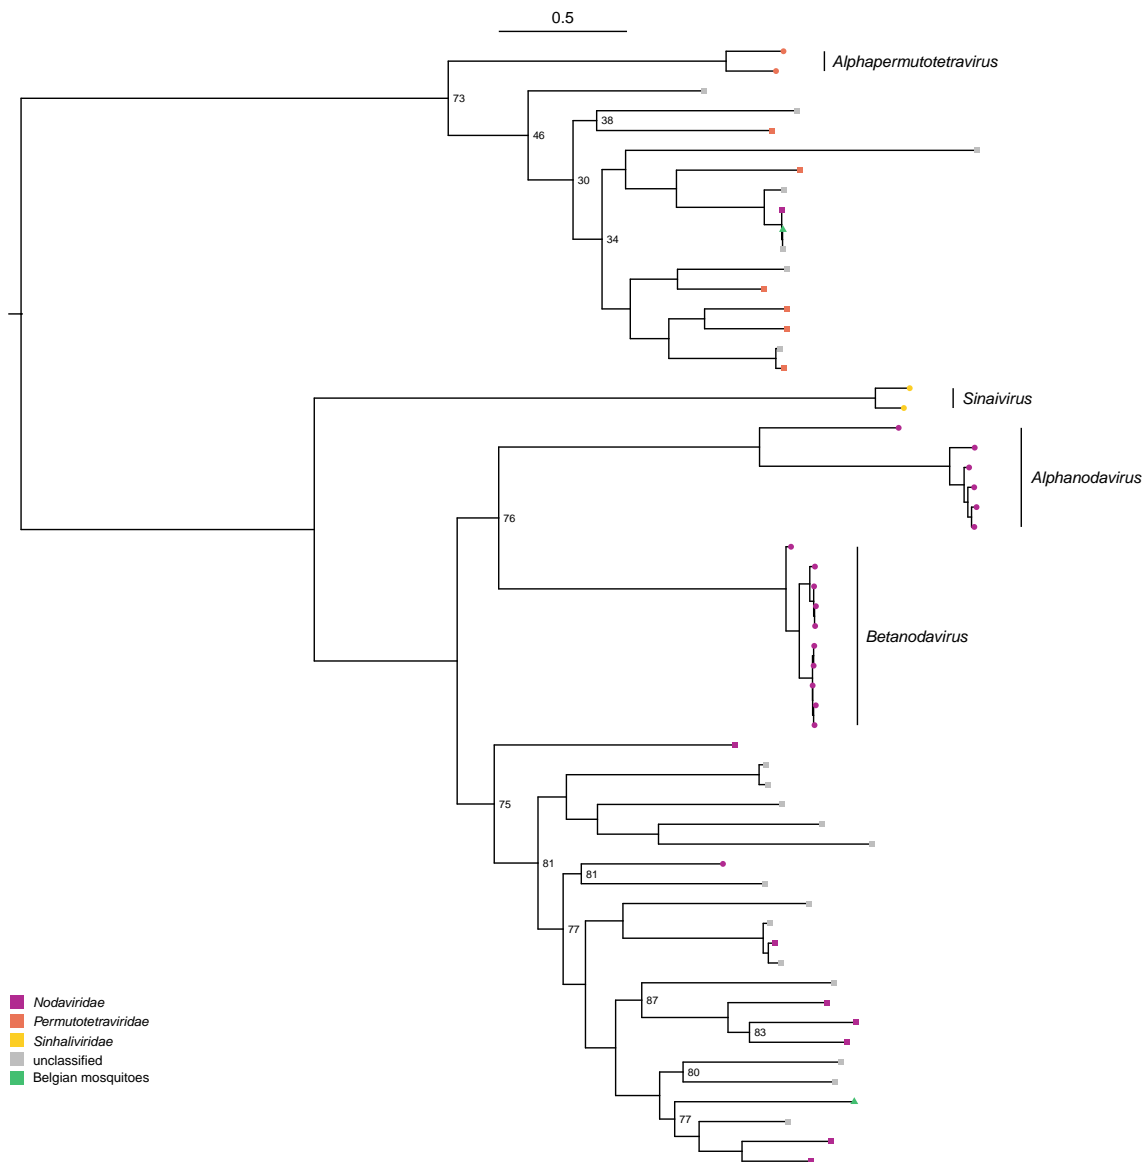 0.5
Alphapermutotetravirus
73
38
46
30
34
Sinaivirus
Alphanodavirus
76
Betanodavirus
75
81
81
77
87
83
80
77
Nodaviridae
Permutotetraviridae
Sinhaliviridae
unclassified
Belgian mosquitoes